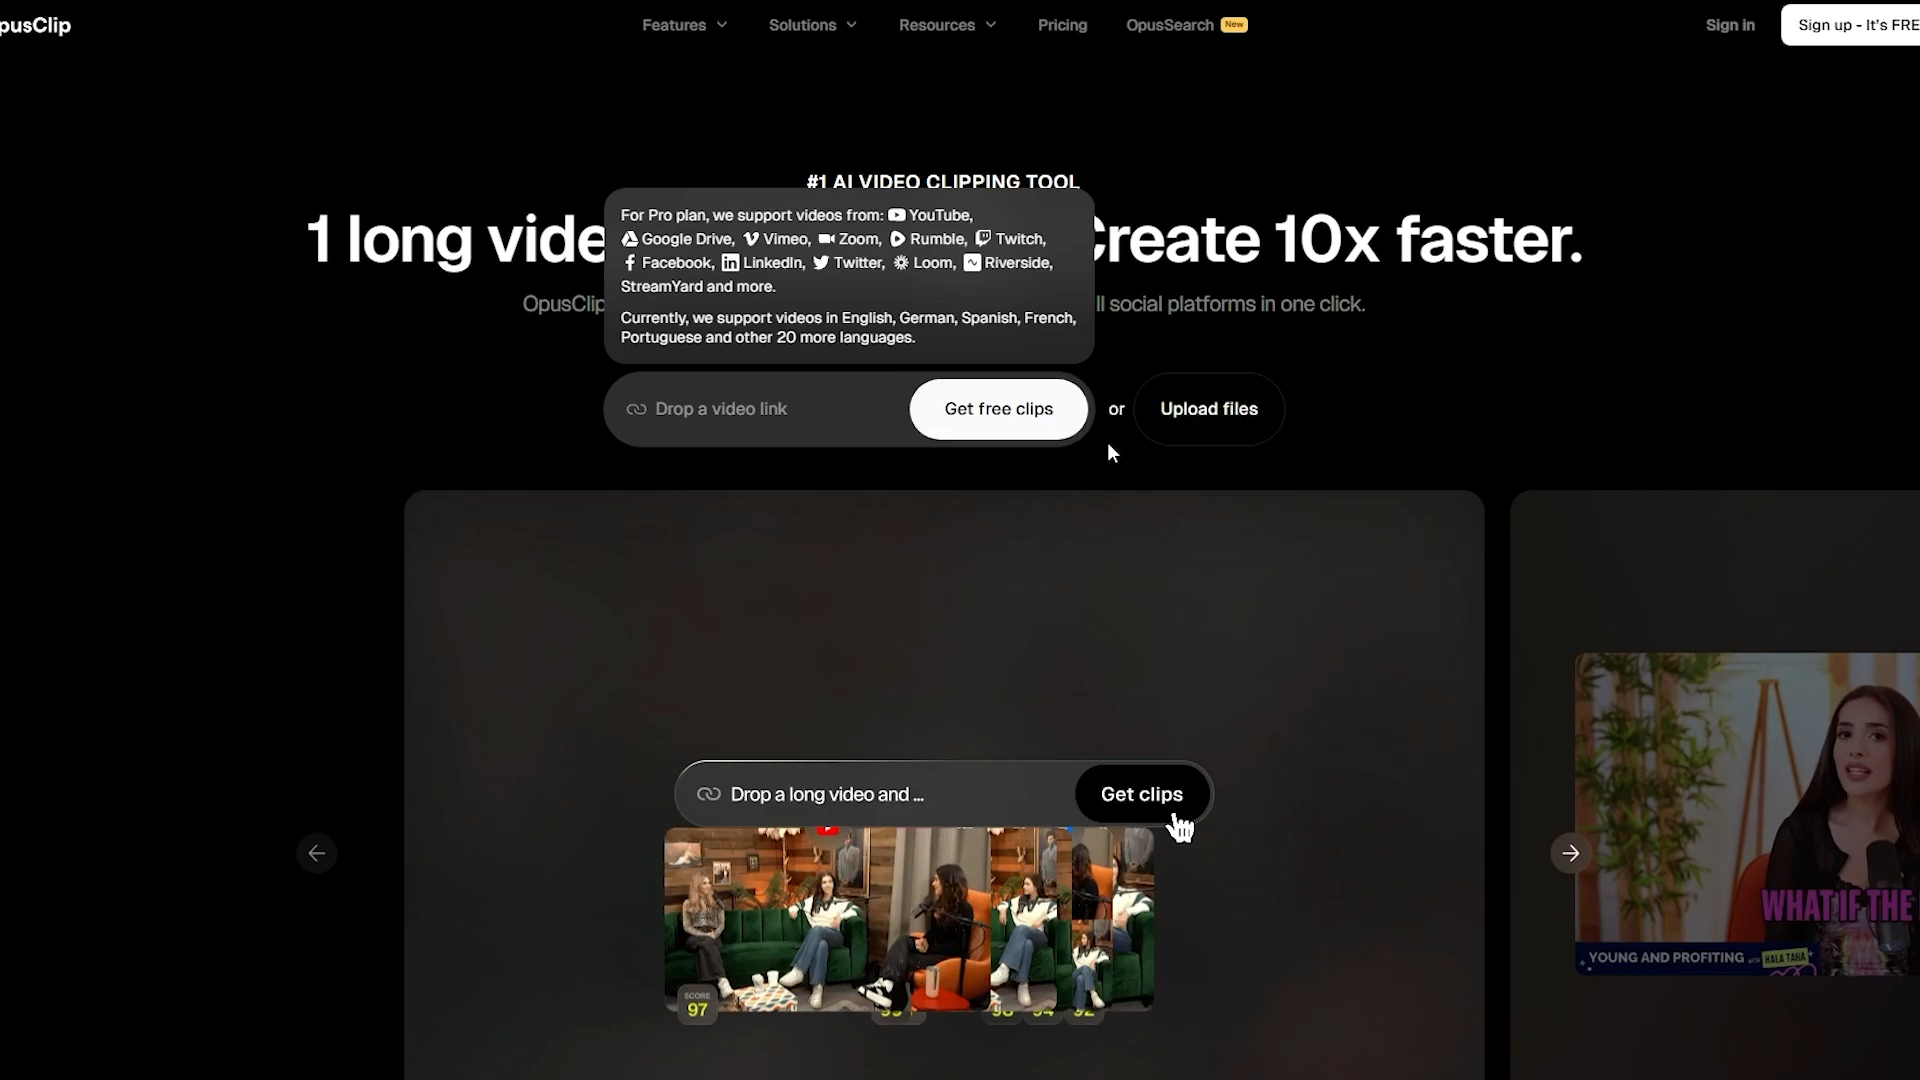 pusClip
Features
Solutions
Resources
Pricing
OpusSearch New
Sign in
Sign up - It's FRE
#1 AI VIDEO CLIPPING TOOL
1 long vide
Create 10x faster.
For Pro plan, we support videos from: YouTube,
Google Drive, Vimeo, Zoom, Rumble, Twitch,
Facebook, LinkedIn, Twitter, Loom, Riverside,
StreamYard and more.
Currently, we support videos in English, German, Spanish, French,
Portuguese and other 20 more languages.
OpusClip
ll social platforms in one click.
Drop a video link
Get free clips
or
Upload files
Drop a long video and ...
Get clips
SCORE
97
WHAT IF THE
YOUNG AND PROFITING WITH HALA TAHA